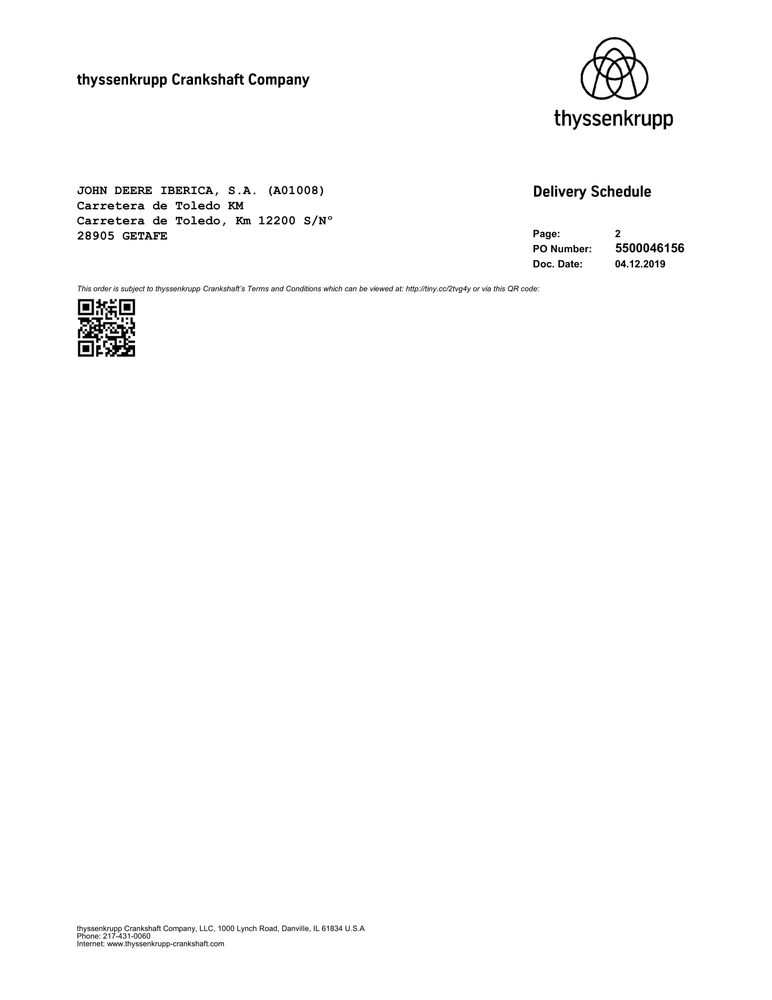 thyssenkrupp Crankshaft Company
thyssenkrupp
JOHN DEERE IBERICA, S.A. (A01008)
Carretera de Toledo KM
Carretera de Toledo, Km 12200 S/Nº
28905 GETAFE
Delivery Schedule
Page: 2
PO Number: 5500046156
Doc. Date: 04.12.2019
This order is subject to thyssenkrupp Crankshaft’s Terms and Conditions which can be viewed at: http://tiny.cc/2tvg4y or via this QR code:
thyssenkrupp Crankshaft Company, LLC, 1000 Lynch Road, Danville, IL 61834 U.S.A
Phone: 217-431-0060
Internet: www.thyssenkrupp-crankshaft.com